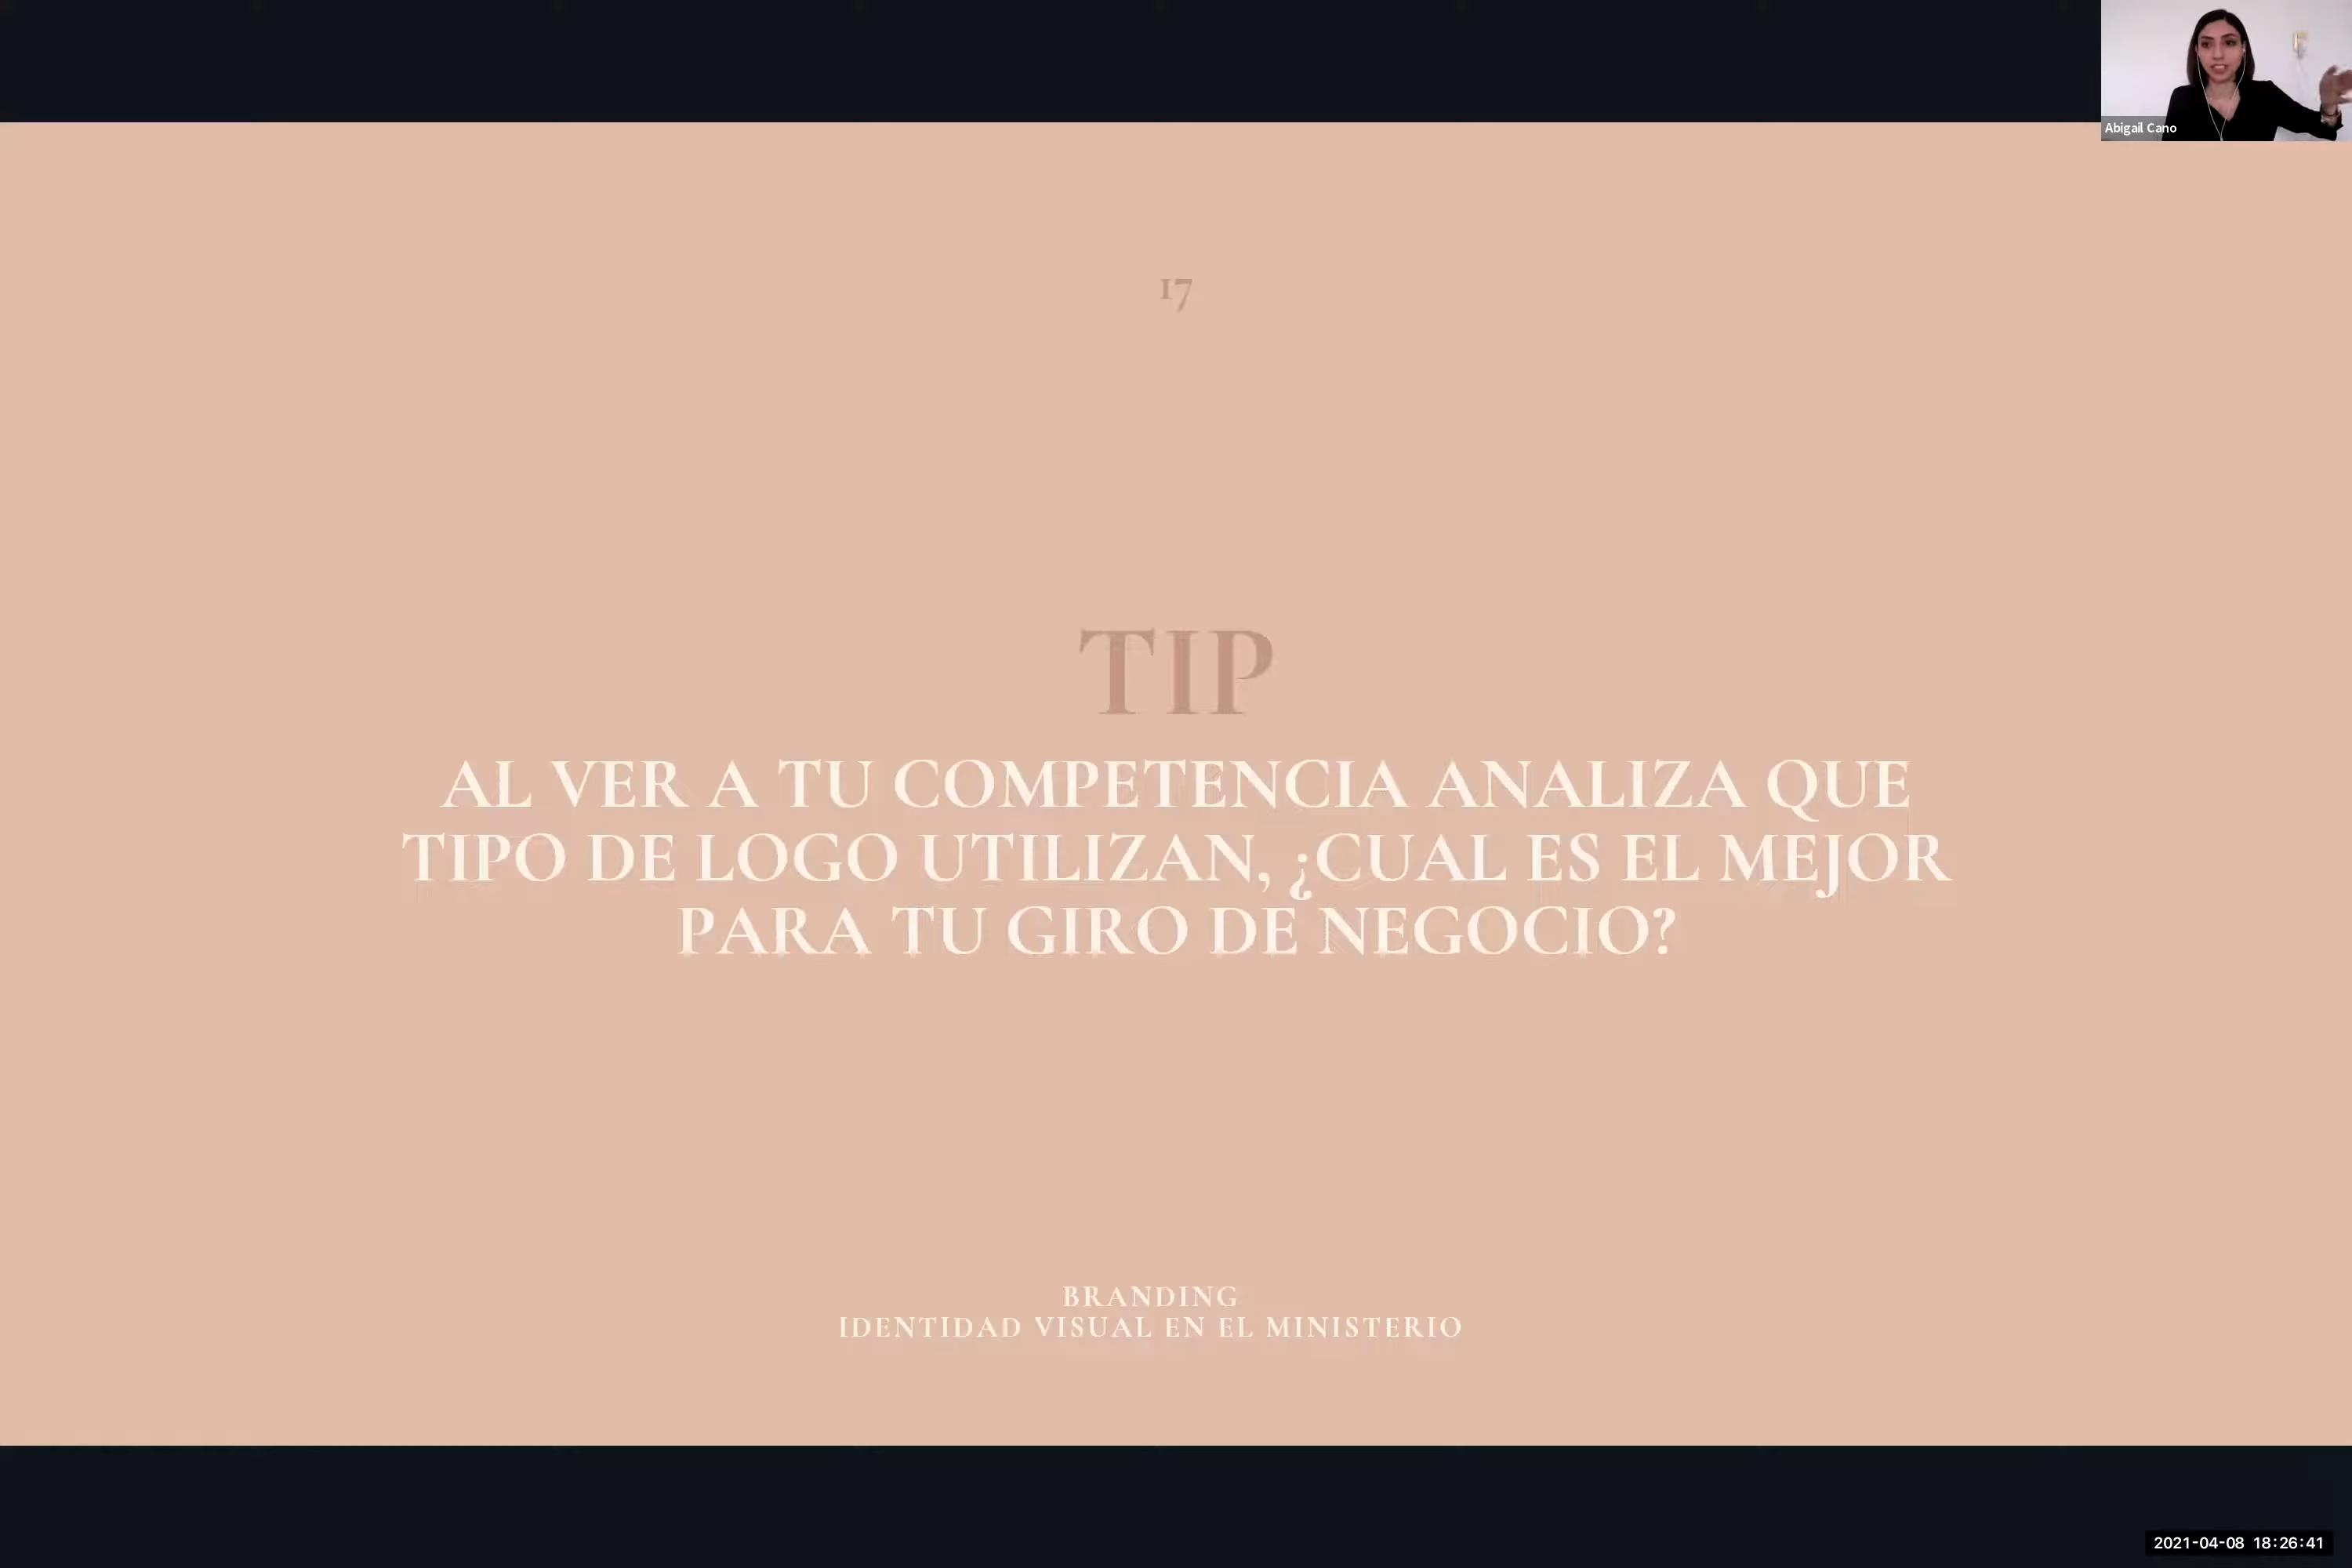 Abigail Cano
17
TIP
AL VER A TU COMPETENCIA ANALIZA QUE
TIPO DE LOGO UTILIZAN, ¿CUAL ES EL MEJOR
PARA TU GIRO DE NEGOCIO?
BRANDING
IDENTIDAD VISUAL EN EL MINISTERIO
2021-04-08 18:26:41